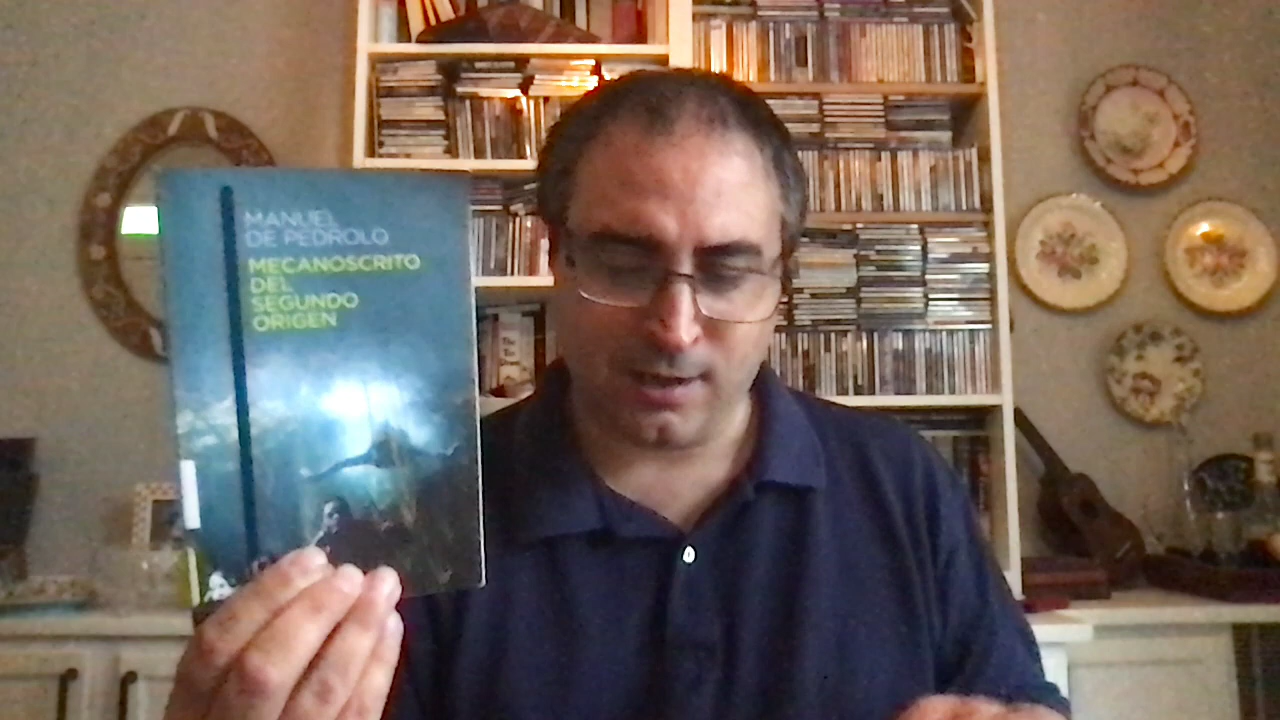 MANUEL
DE PEDROLO
MECANOSCRITO
DEL
SEGUNDO
ORIGEN